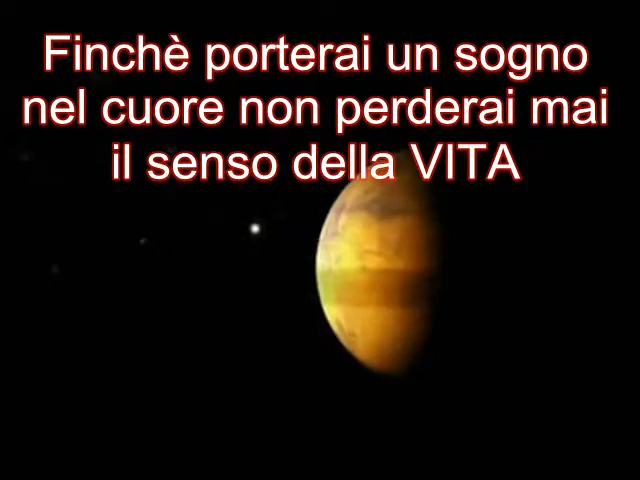 Finchè porterai un sogno
nel cuore non perderai mai
il senso della VITA